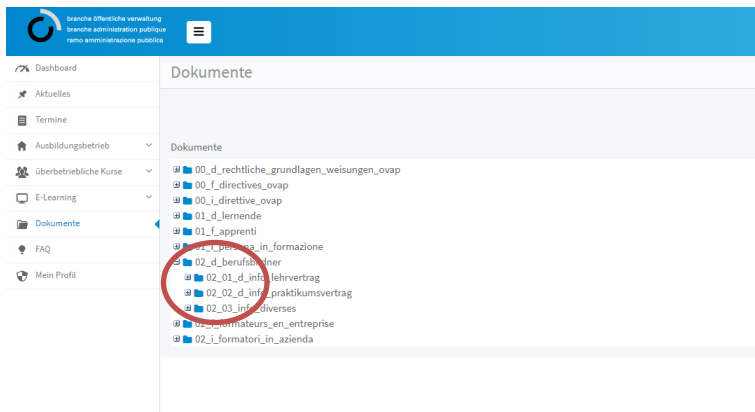 branche öffentliche verwaltung
branche administration publique
ramo amministrazione pubblica
Dashboard
Dokumente
Aktuelles
Termine
Ausbildungsbetrieb
Dokumente
überbetriebliche Kurse
00_d_rechtliche_grundlagen_weisungen_ovap
00_f_directives_ovap
E-Learning
00_i_direttive_ovap
01_d_lernende
Dokumente
01_f_apprenti
FAQ
01_i_persona_in_formazione
02_d_berufsbildner
Mein Profil
02_01_d_info_lehrvertrag
02_02_d_info_praktikumsvertrag
02_03_info_diverses
02_f_formateurs_en_entreprise
02_i_formatori_in_azienda